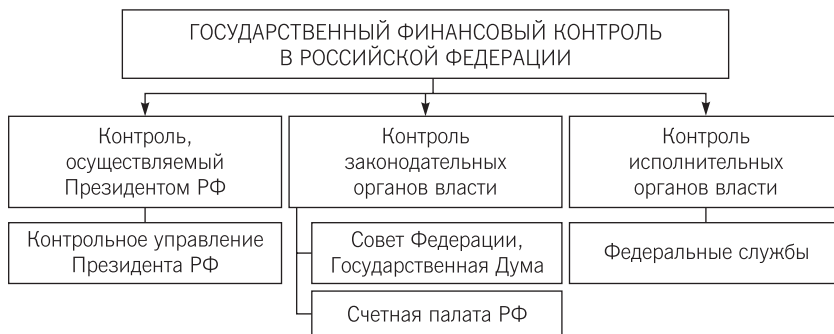 ГОСУДАРСТВЕННЫЙ ФИНАНСОВЫЙ КОНТРОЛЬ
В РОССИЙСКОЙ ФЕДЕРАЦИИ
Контроль,
осуществляемый
Президентом РФ
Контроль
законодательных
органов власти
Контроль
исполнительных
органов власти
Контрольное управление
Президента РФ
Совет Федерации,
Государственная Дума
Федеральные службы
Счетная палата РФ